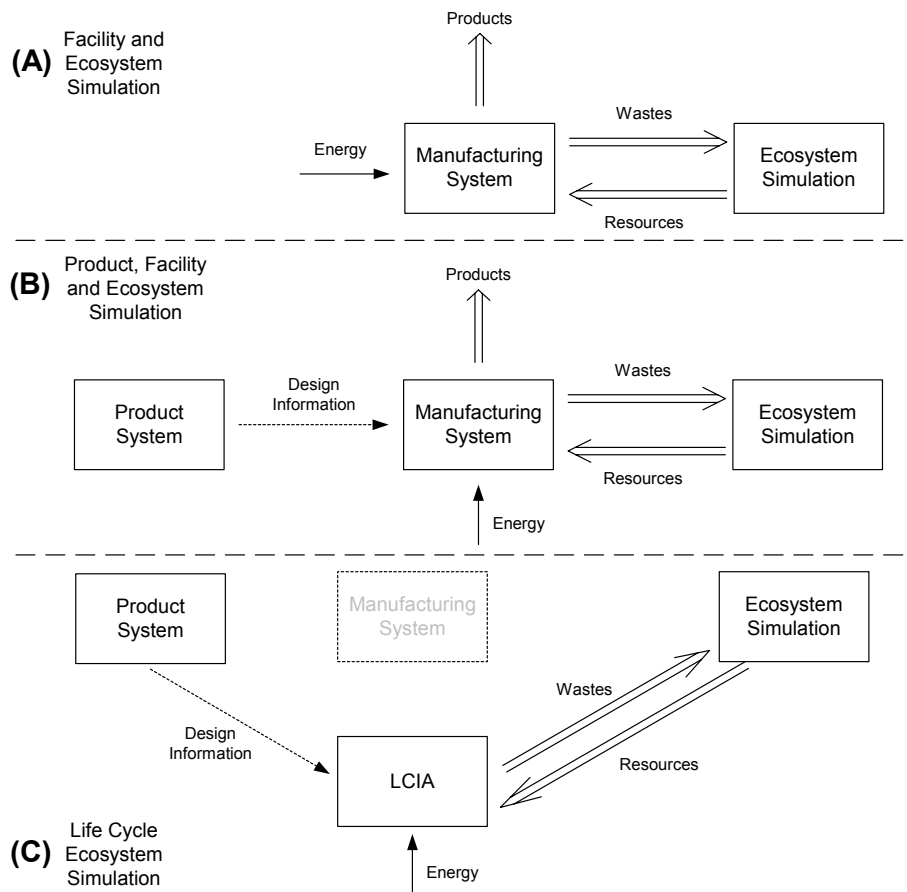 Products
(A)
Facility and
Ecosystem
Simulation
Wastes
Energy
Manufacturing
System
Ecosystem
Simulation
Resources
(B)
Product, Facility
and Ecosystem
Simulation
Products
Design
Information
Wastes
Product
System
Manufacturing
System
Ecosystem
Simulation
Resources
Energy
Product
System
Manufacturing
System
Ecosystem
Simulation
Wastes
Design
Information
Resources
LCIA
(C)
Life Cycle
Ecosystem
Simulation
Energy